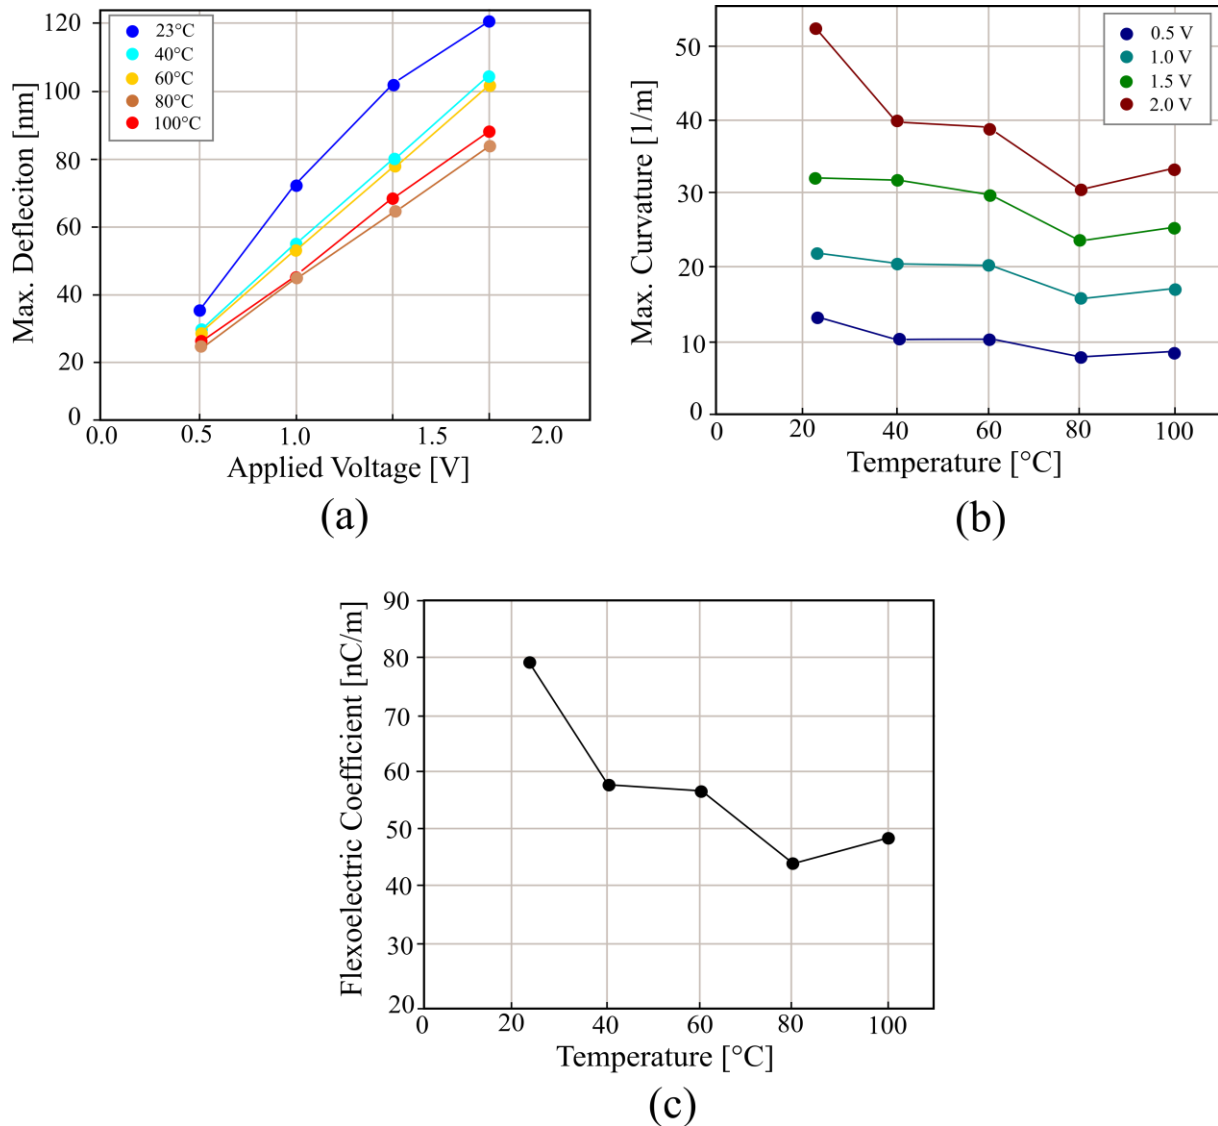 120
100
80
60
40
20
0
Max. Defleciton [nm]
23°C
40°C
60°C
80°C
100°C
0.0 0.5 1.0 1.5 2.0
Applied Voltage [V]
(a)
50
40
30
20
10
0
Max. Curvature [1/m]
0.5 V
1.0 V
1.5 V
2.0 V
0 20 40 60 80 100
Temperature [°C]
(b)
90
80
70
60
50
40
30
20
Flexoelectric Coefficient [nC/m]
0 20 40 60 80 100
Temperature [°C]
(c)